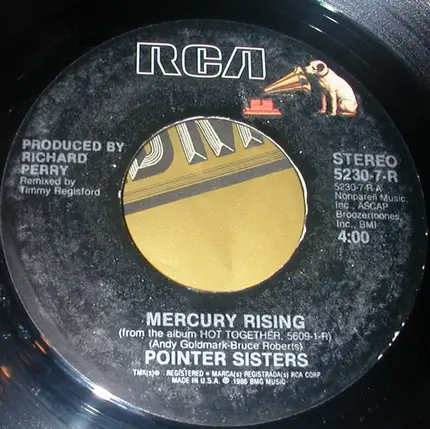 RCA
PRODUCED BY
RICHARD
PERRY
Remixed by
Timmy Regisford
STEREO
5230-7-R
5230-7-R-A
Nonpareil Music,
Inc., ASCAP
Broozertoones,
Inc., BMI
4:00
MERCURY RISING
(from the album HOT TOGETHER, 5609-1-R)
(Andy Goldmark-Bruce Roberts)
POINTER SISTERS
TMK(s) ® REGISTERED • MARCA(s) REGISTRADA(s) RCA CORP.
MADE IN U.S.A. ℗ 1986 BMG MUSIC